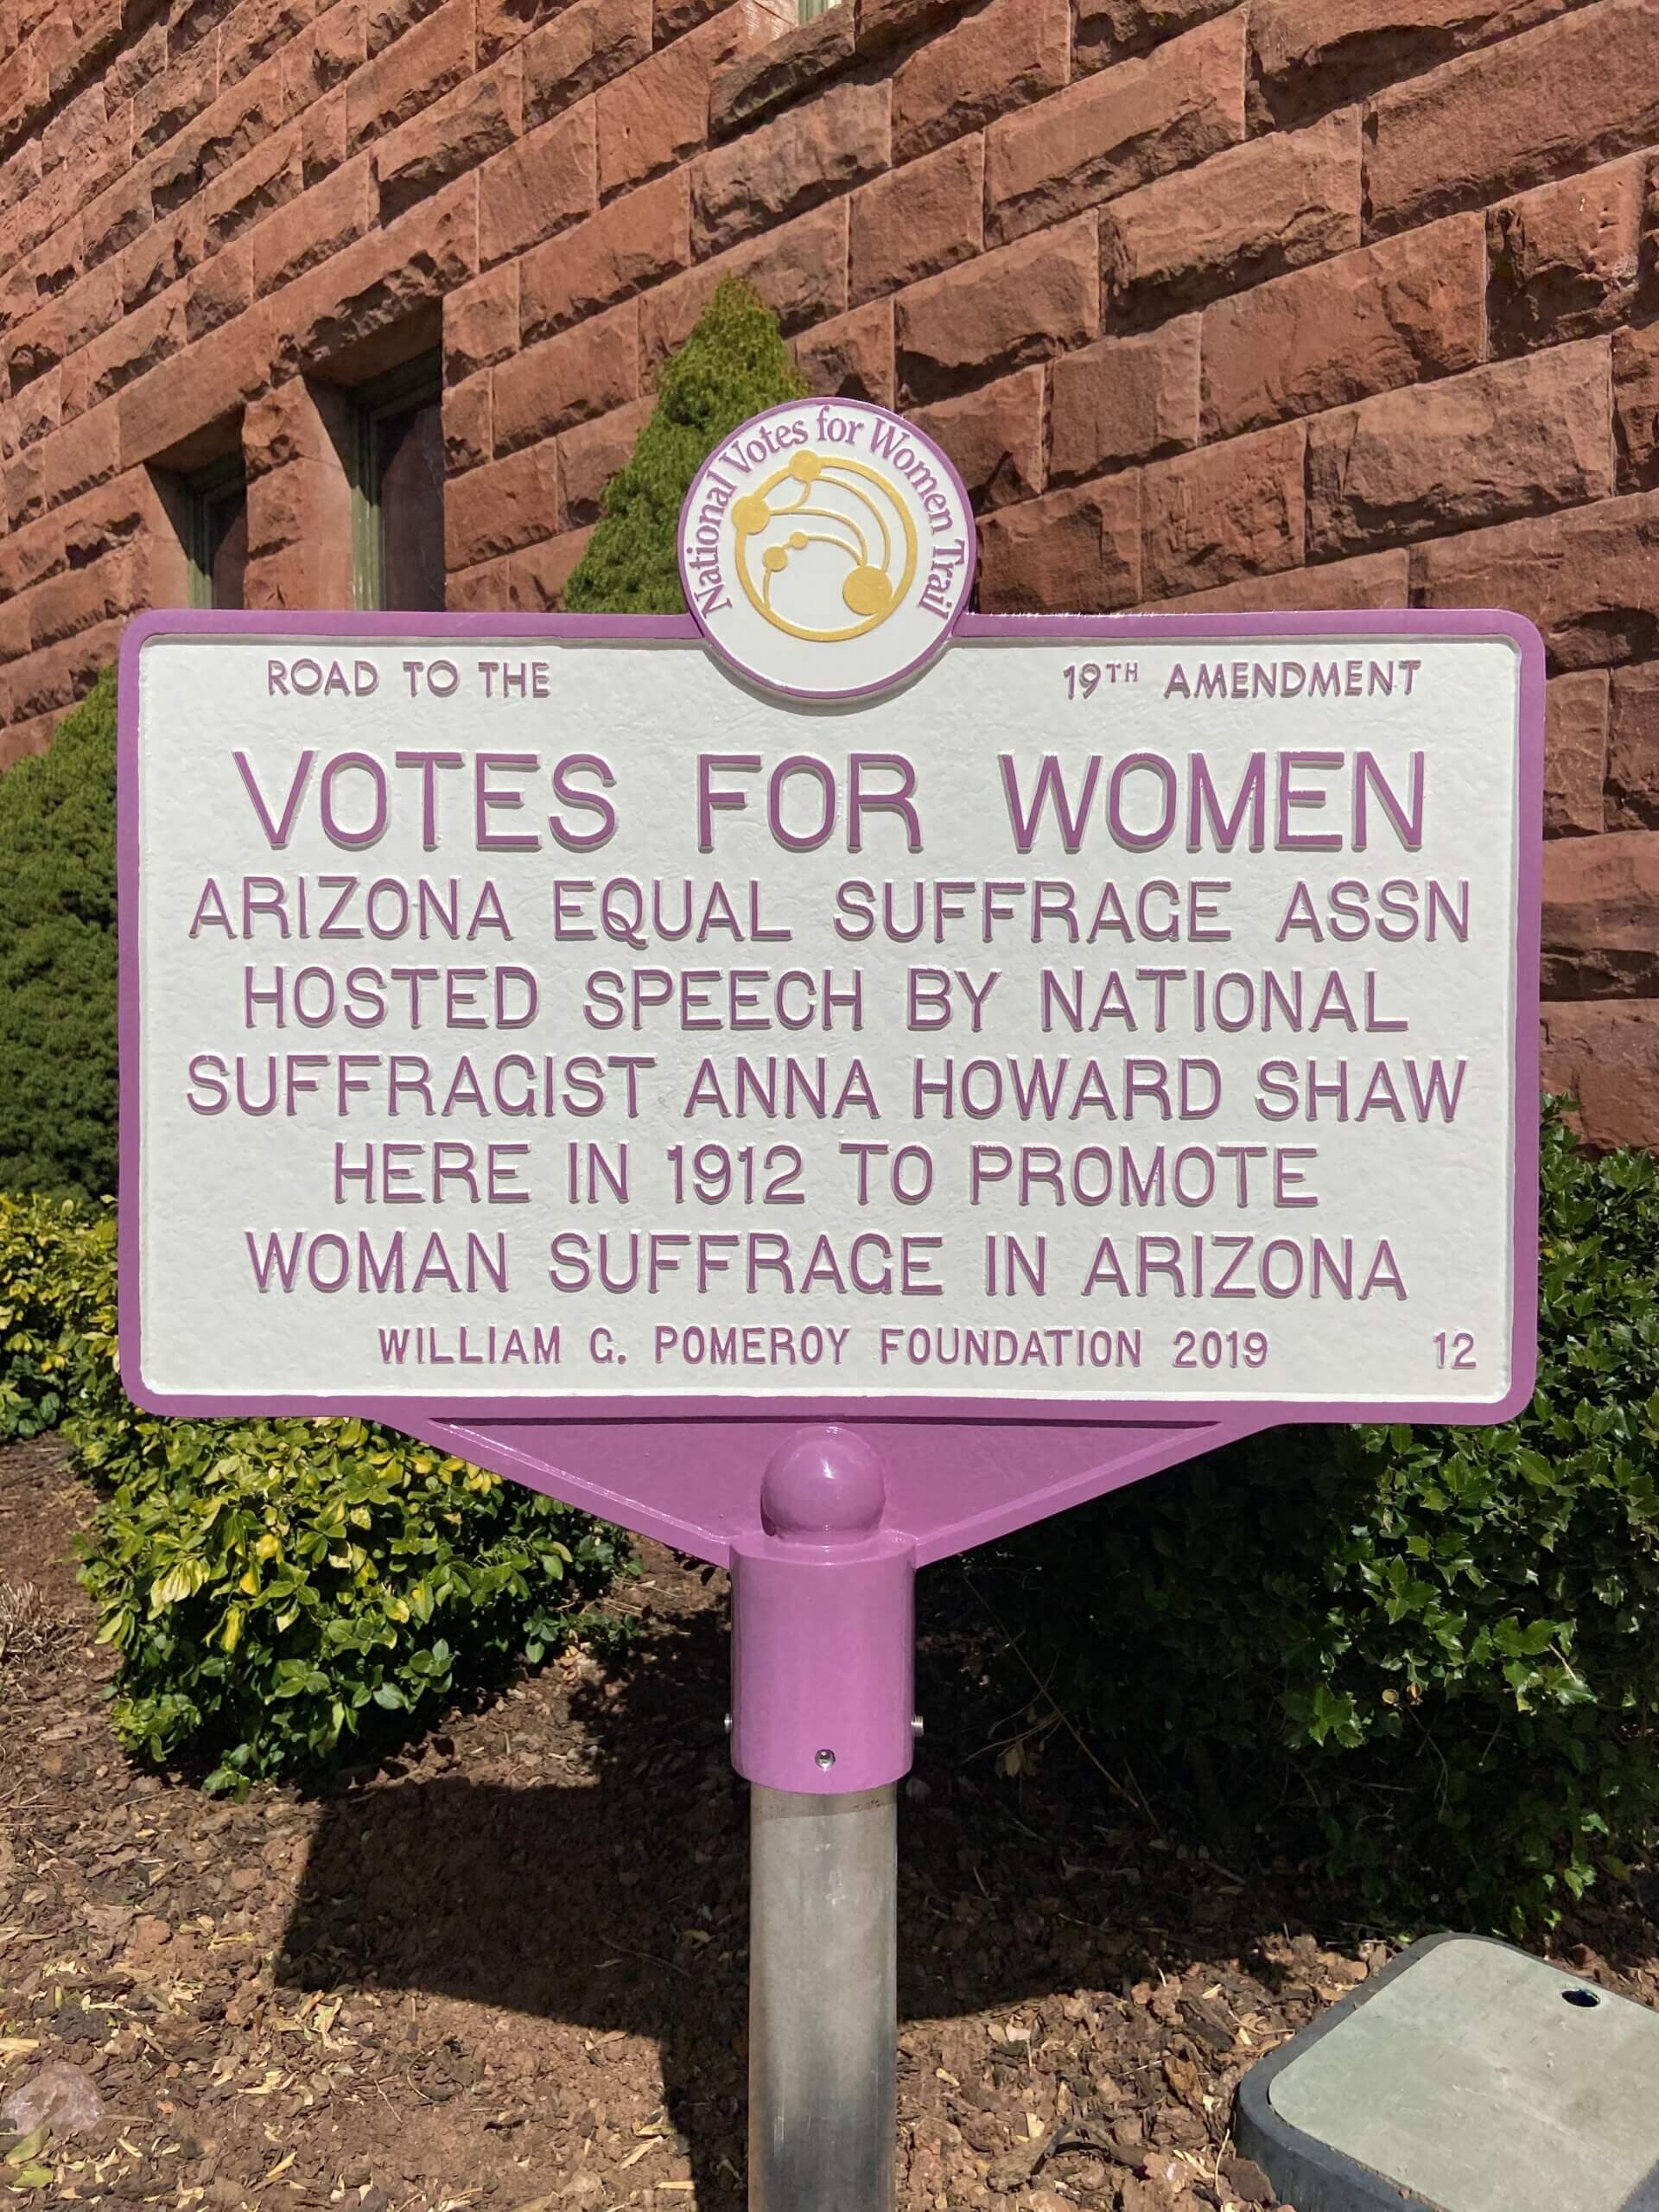 National Votes for Women Trail
ROAD TO THE 19TH AMENDMENT
VOTES FOR WOMEN
ARIZONA EQUAL SUFFRAGE ASSN
HOSTED SPEECH BY NATIONAL
SUFFRAGIST ANNA HOWARD SHAW
HERE IN 1912 TO PROMOTE
WOMAN SUFFRAGE IN ARIZONA
WILLIAM G. POMEROY FOUNDATION 2019 12